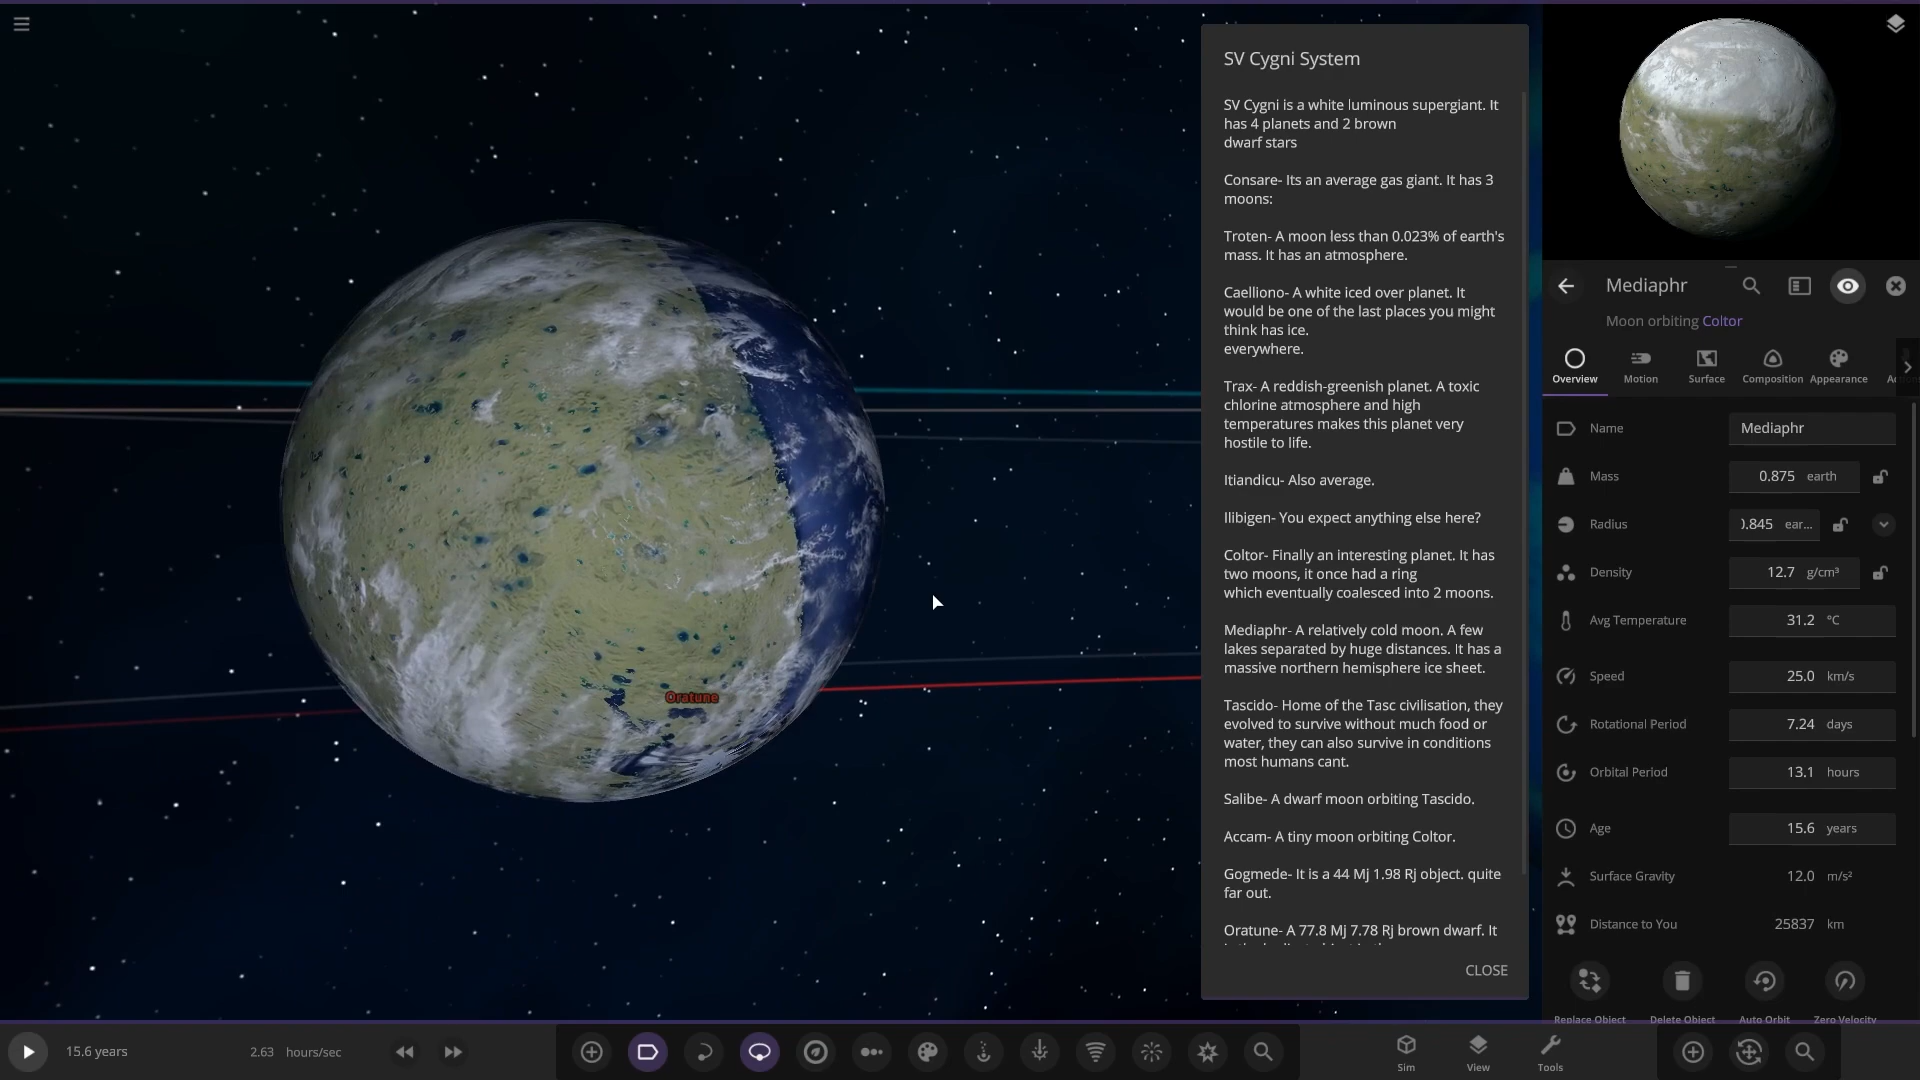 SV Cygni System
SV Cygni is a white luminous supergiant. It
has 4 planets and 2 brown
dwarf stars
Consare- Its an average gas giant. It has 3
moons:
Troten- A moon less than 0.023% of earth's
mass. It has an atmosphere.
Caelliono- A white iced over planet. It
would be one of the last places you might
think has ice.
everywhere.
Trax- A reddish-greenish planet. A toxic
chlorine atmosphere and high
temperatures makes this planet very
hostile to life.
Itiandicu- Also average.
Ilibigen- You expect anything else here?
Coltor- Finally an interesting planet. It has
two moons, it once had a ring
which eventually coalesced into 2 moons.
Mediaphr- A relatively cold moon. A few
lakes separated by huge distances. It has a
massive northern hemisphere ice sheet.
Tascido- Home of the Tasc civilisation, they
evolved to survive without much food or
water, they can also survive in conditions
most humans cant.
Salibe- A dwarf moon orbiting Tascido.
Accam- A tiny moon orbiting Coltor.
Gogmede- It is a 44 Mj 1.98 Rj object. quite
far out.
Oratune- A 77.8 Mj 7.78 Rj brown dwarf. It
CLOSE
Oratune
Mediaphr
Moon orbiting Coltor
Overview Motion Surface Composition Appearance
Name Mediaphr
Mass 0.875 earth
Radius 0.845 ear...
Density 12.7 g/cm³
Avg Temperature 31.2 °C
Speed 25.0 km/s
Rotational Period 7.24 days
Orbital Period 13.1 hours
Age 15.6 years
Surface Gravity 12.0 m/s²
Distance to You 25837 km
Replace Object Delete Object Auto Orbit Zero Velocity
15.6 years 2.63 hours/sec
Sim View Tools